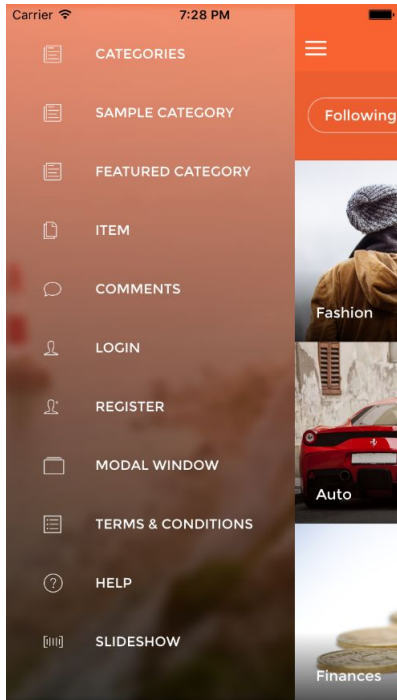 Carrier 7:28 PM
CATEGORIES
SAMPLE CATEGORY
FEATURED CATEGORY
ITEM
COMMENTS
LOGIN
REGISTER
MODAL WINDOW
TERMS & CONDITIONS
HELP
SLIDESHOW
Following
Fashion
Auto
Finances